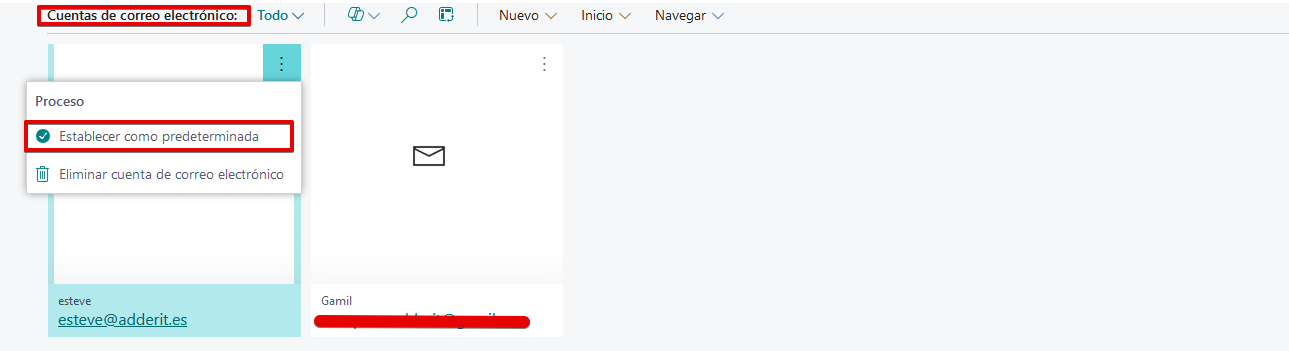 Cuentas de correo electrónico: Todo Nuevo Inicio Navegar
Proceso
Establecer como predeterminada
Eliminar cuenta de correo electrónico
esteve
esteve@adderit.es
Gamil